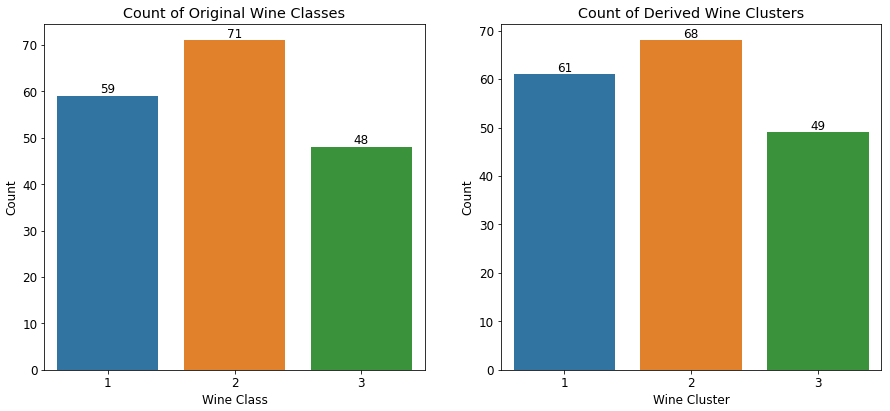 Count of Original Wine Classes
70
60
50
40
30
20
10
0
Count
59
71
48
1 2 3
Wine Class
Count of Derived Wine Clusters
70
60
50
40
30
20
10
0
Count
61
68
49
1 2 3
Wine Cluster